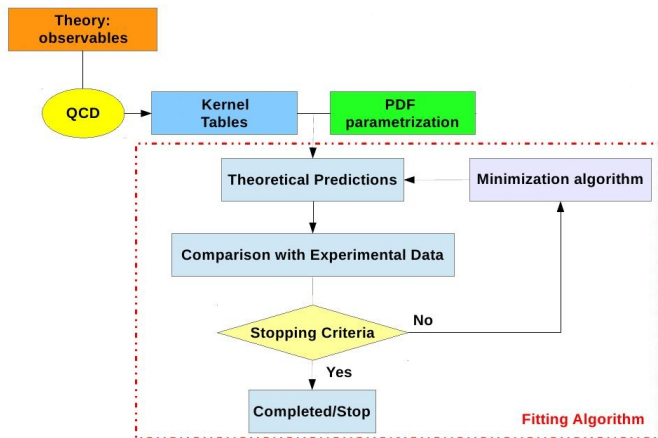 Theory:
observables
QCD
Kernel
Tables
PDF
parametrization
Theoretical Predictions
Minimization algorithm
Comparison with Experimental Data
Stopping Criteria
No
Yes
Completed/Stop
Fitting Algorithm